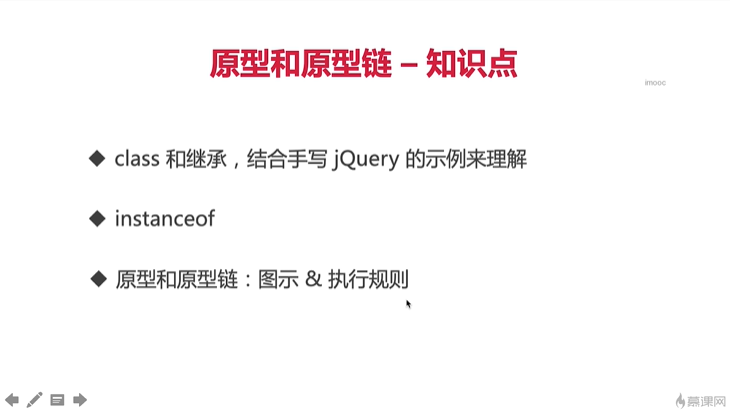 原型和原型链 – 知识点
imooc
class 和继承，结合手写 jQuery 的示例来理解
instanceof
原型和原型链：图示 & 执行规则
慕课网